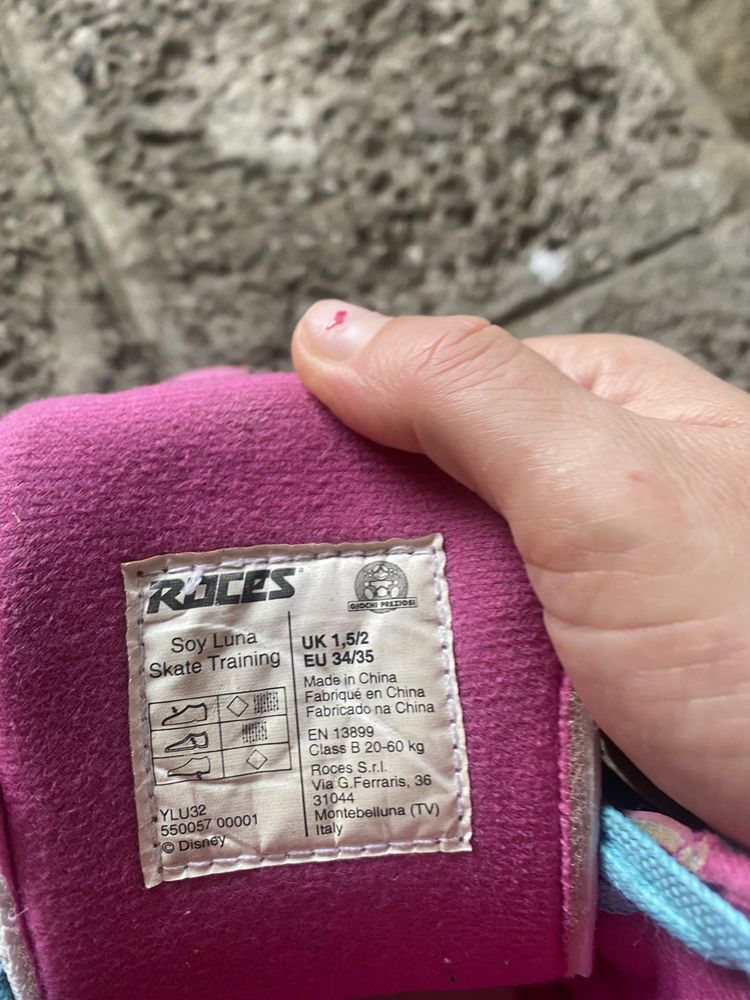 ROCES
GIOCHI PREZIOSI
Soy Luna
Skate Training
UK 1,5/2
EU 34/35
Made in China
Fabriqué en China
Fabricado na China
EN 13899
Class B 20-60 kg
Roces S.r.l.
Via G.Ferraris, 36
31044
Montebelluna (TV)
Italy
YLU32
550057 00001
© Disney